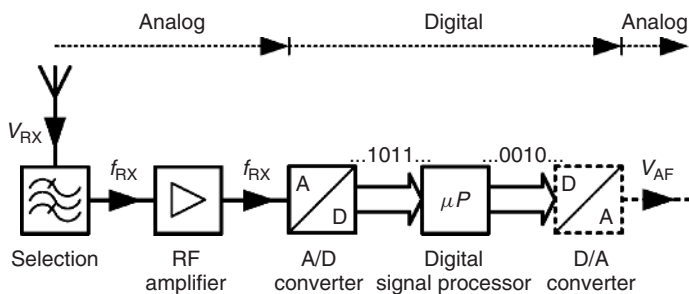 Analog Digital Analog
V_RX
f_RX f_RX ...1011... ...0010... V_AF
A D μP D A
Selection RF amplifier A/D converter Digital signal processor D/A converter